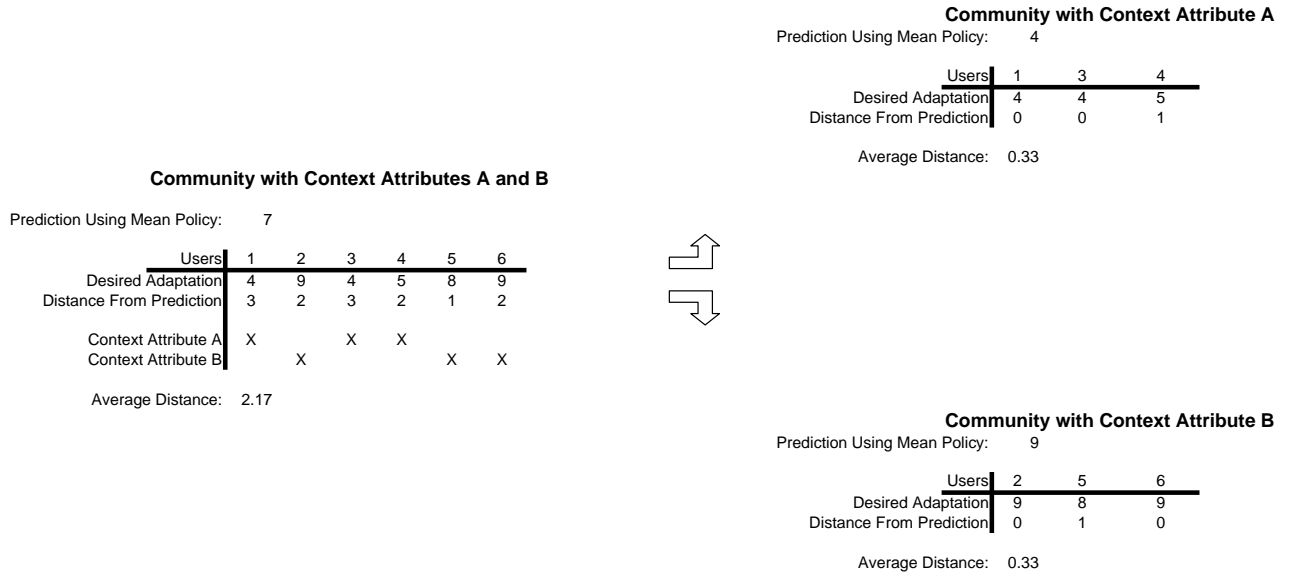 Community with Context Attribute A
Prediction Using Mean Policy: 4
Users 1 3 4
Desired Adaptation 4 4 5
Distance From Prediction 0 0 1
Average Distance: 0.33
Community with Context Attributes A and B
Prediction Using Mean Policy: 7
Users 1 2 3 4 5 6
Desired Adaptation 4 9 4 5 8 9
Distance From Prediction 3 2 3 2 1 2
Context Attribute A X X X
Context Attribute B X X X
Average Distance: 2.17
Community with Context Attribute B
Prediction Using Mean Policy: 9
Users 2 5 6
Desired Adaptation 9 8 9
Distance From Prediction 0 1 0
Average Distance: 0.33